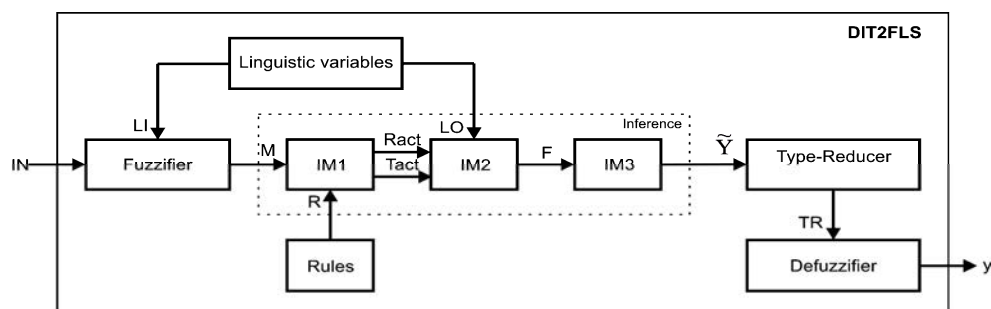 DIT2FLS
Linguistic variables
LI
LO
Inference
IN
Fuzzifier
M
IM1
Ract
Tact
IM2
F
IM3
Ỹ
Type-Reducer
R
TR
Rules
Defuzzifier
y